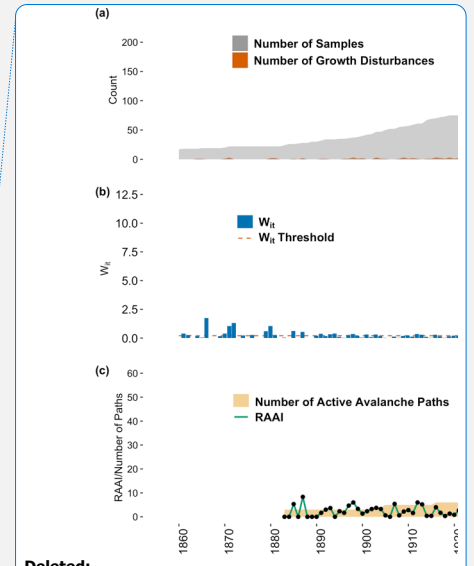 (a)
200
150
100
50
0
Count
Number of Samples
Number of Growth Disturbances
(b)
12.5
10.0
7.5
5.0
2.5
0.0
Wit
Wit
Wit Threshold
(c)
60
50
40
30
20
10
0
RAAI/Number of Paths
Number of Active Avalanche Paths
RAAI
1860
1870
1880
1890
1900
1910
Deleted: